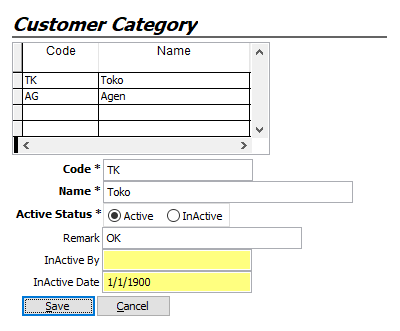 Customer Category
Code Name
TK Toko
AG Agen
Code * TK
Name * Toko
Active Status * Active InActive
Remark OK
InActive By
InActive Date 1/1/1900
Save Cancel